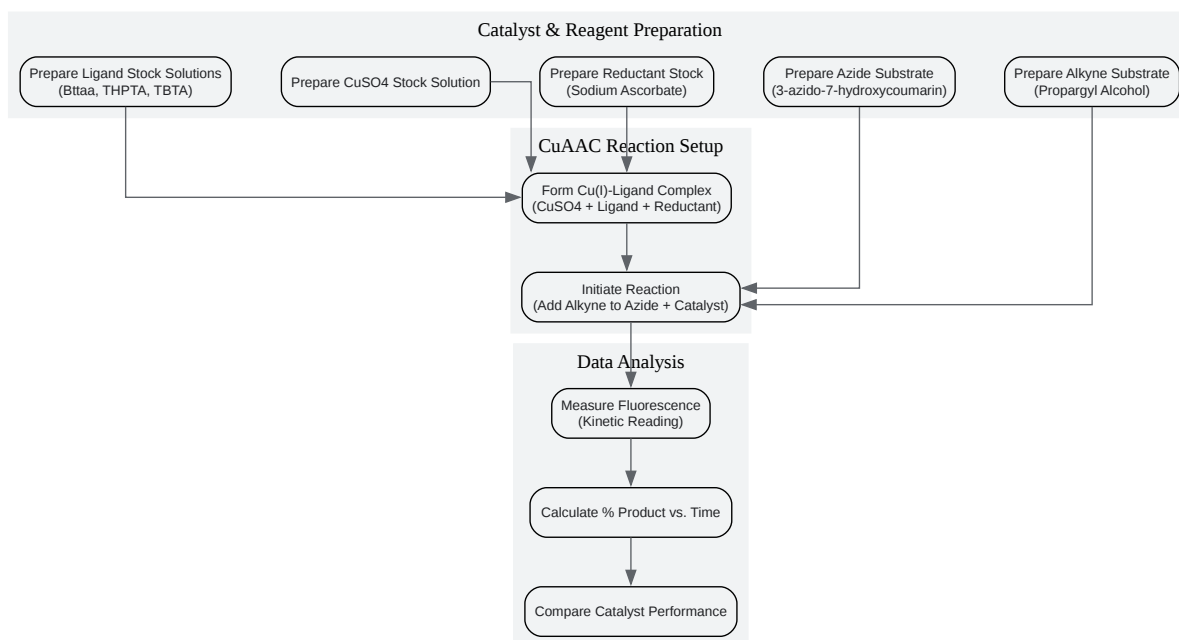 Catalyst & Reagent Preparation
Prepare Ligand Stock Solutions
(Bttaa, THPTA, TBTA)
Prepare CuSO4 Stock Solution
Prepare Reductant Stock
(Sodium Ascorbate)
Prepare Azide Substrate
(3-azido-7-hydroxycoumarin)
Prepare Alkyne Substrate
(Propargyl Alcohol)
CuAAC Reaction Setup
Form Cu(I)-Ligand Complex
(CuSO4 + Ligand + Reductant)
Initiate Reaction
(Add Alkyne to Azide + Catalyst)
Data Analysis
Measure Fluorescence
(Kinetic Reading)
Calculate % Product vs. Time
Compare Catalyst Performance